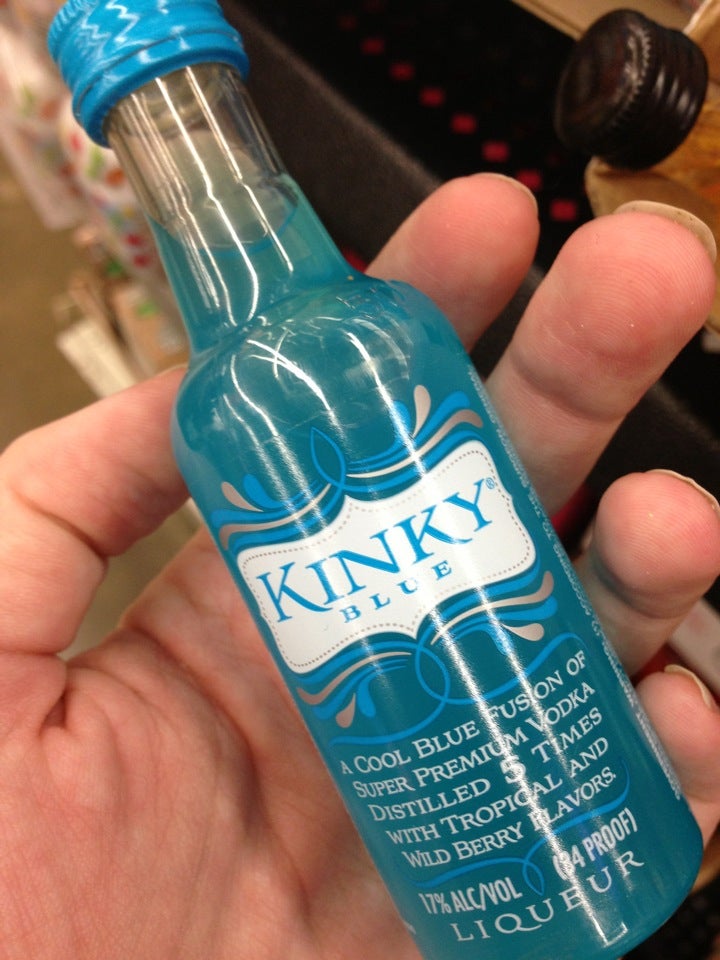 KINKY®
BLUE
A COOL BLUE FUSION OF
SUPER PREMIUM VODKA
DISTILLED 5 TIMES
WITH TROPICAL AND
WILD BERRY FLAVORS.
17% ALC/VOL (34 PROOF)
LIQUEUR